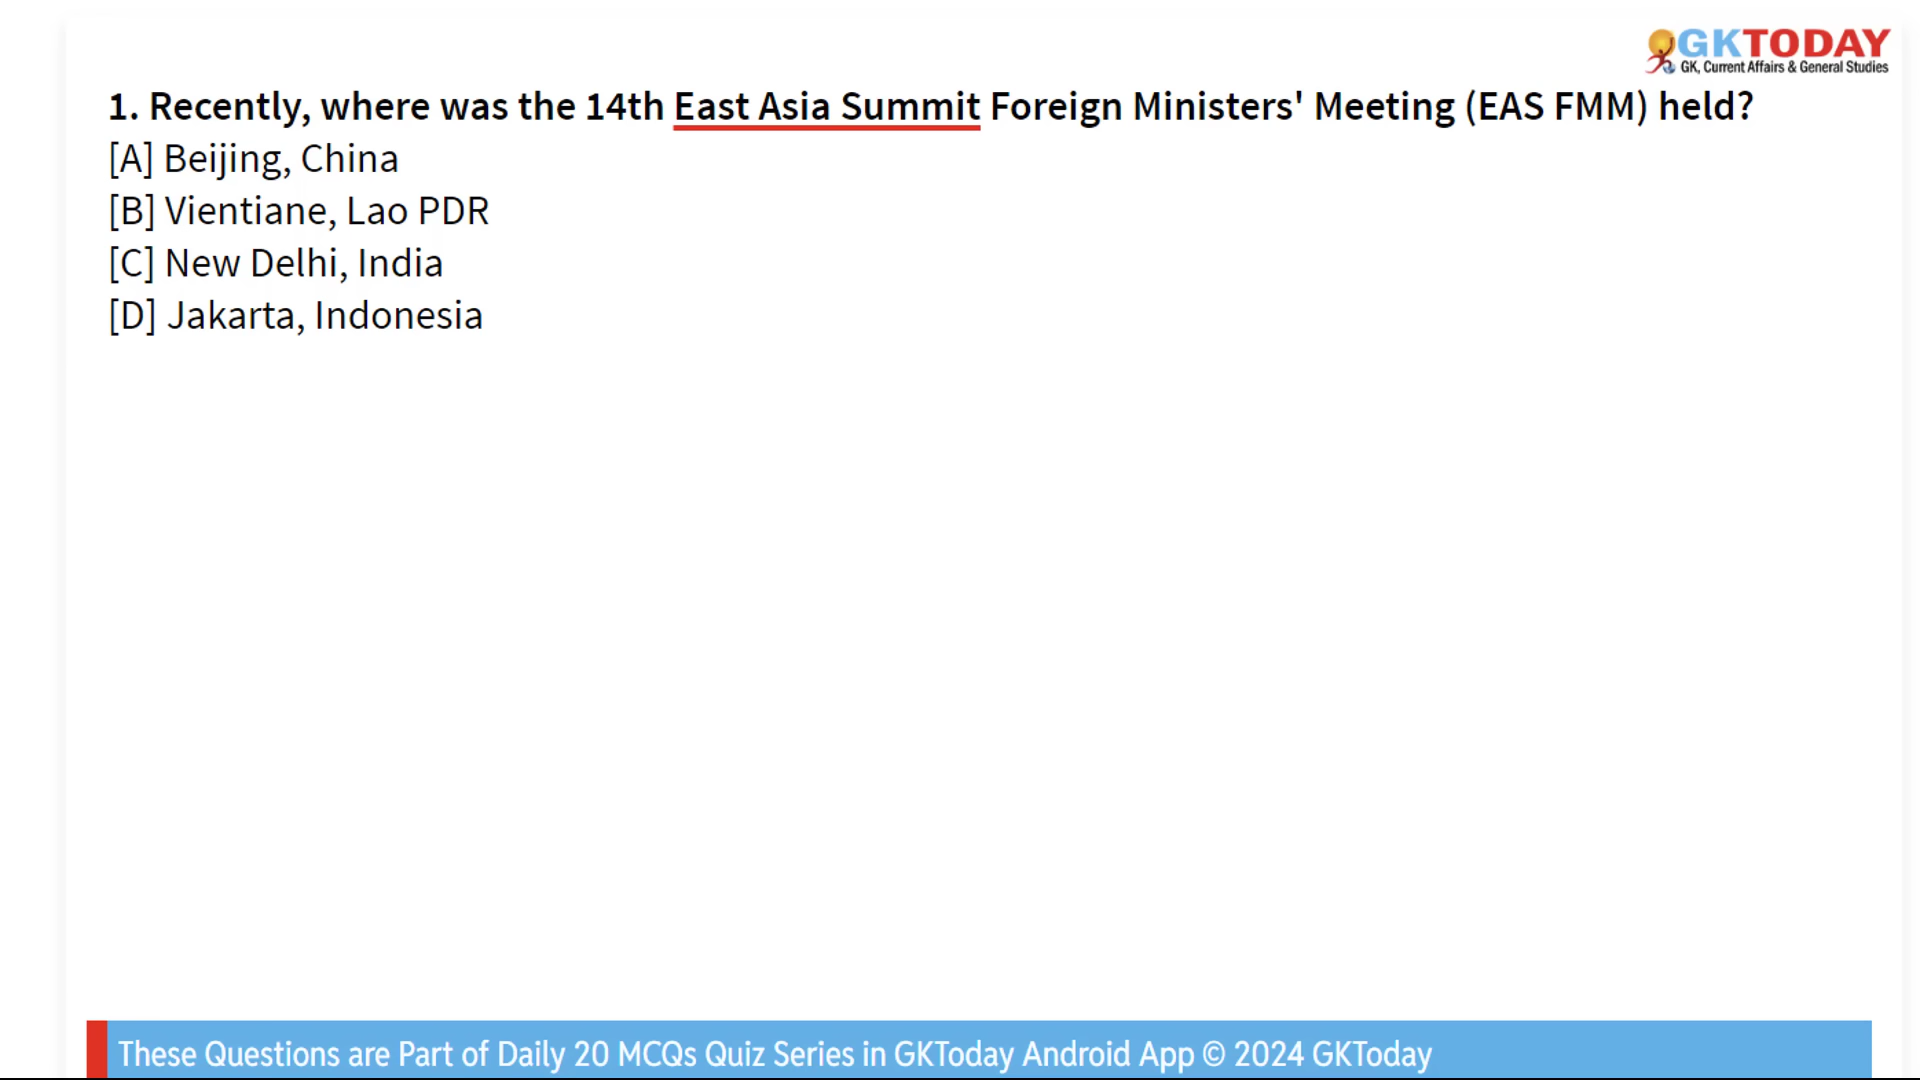 GKTODAY
GK, Current Affairs & General Studies
1. Recently, where was the 14th East Asia Summit Foreign Ministers' Meeting (EAS FMM) held?
[A] Beijing, China
[B] Vientiane, Lao PDR
[C] New Delhi, India
[D] Jakarta, Indonesia
These Questions are Part of Daily 20 MCQs Quiz Series in GKToday Android App © 2024 GKToday